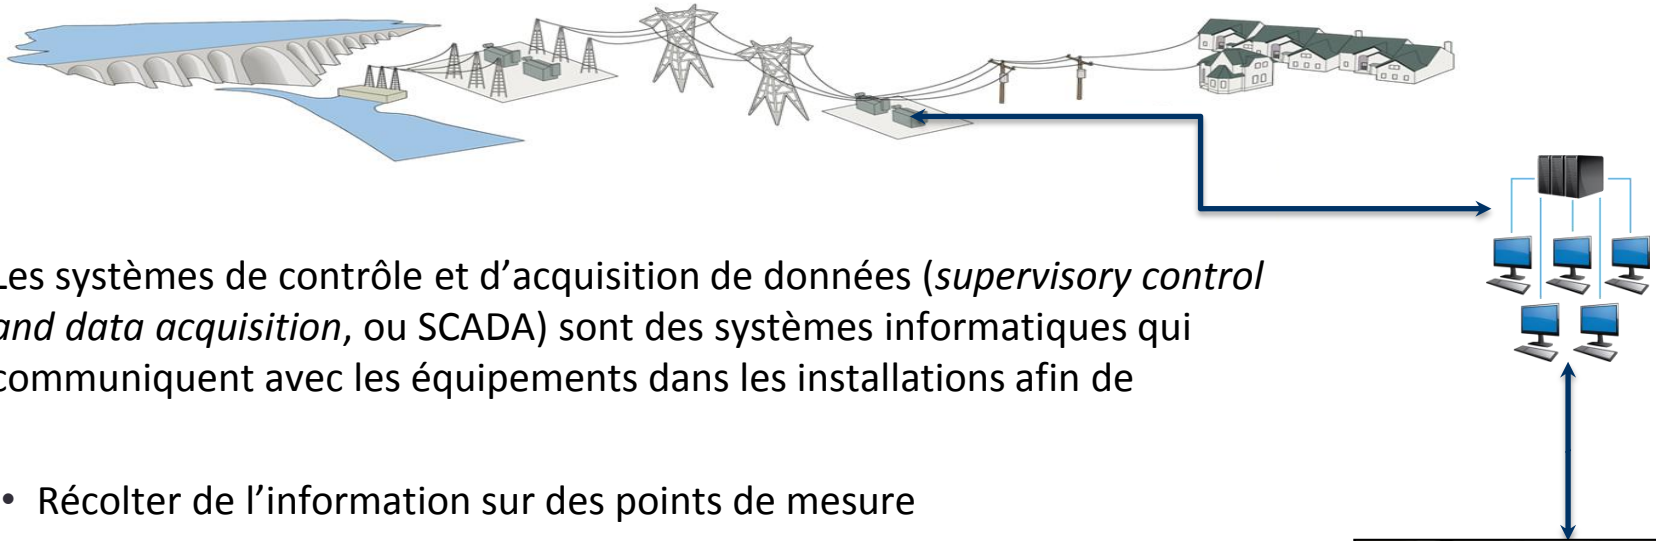 Les systèmes de contrôle et d’acquisition de données (supervisory control
and data acquisition, ou SCADA) sont des systèmes informatiques qui
communiquent avec les équipements dans les installations afin de
• Récolter de l’information sur des points de mesure